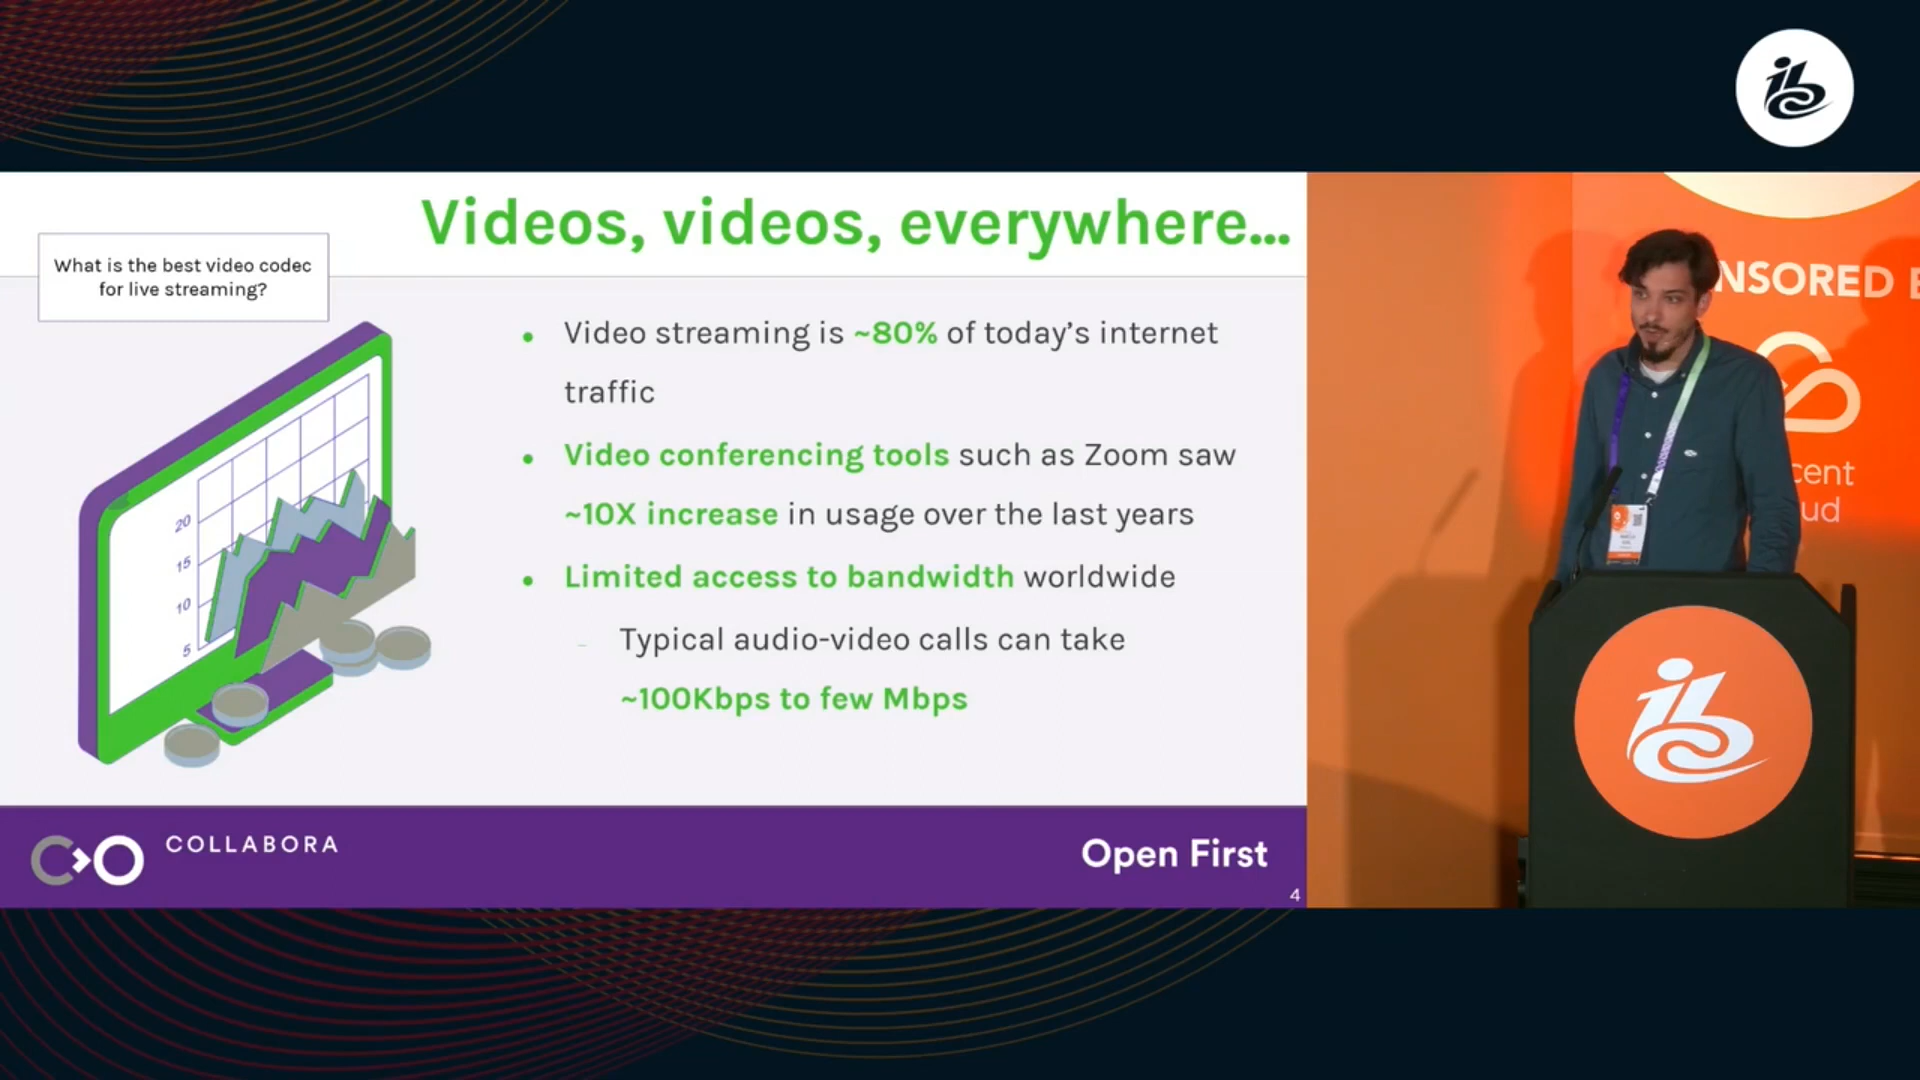 Videos, videos, everywhere...
What is the best video codec
for live streaming?
• Video streaming is ~80% of today’s internet
traffic
• Video conferencing tools such as Zoom saw
~10X increase in usage over the last years
• Limited access to bandwidth worldwide
– Typical audio-video calls can take
~100Kbps to few Mbps
20
15
10
5
COLLABORA
Open First
4
NSORED
cent
ud
ib
ib